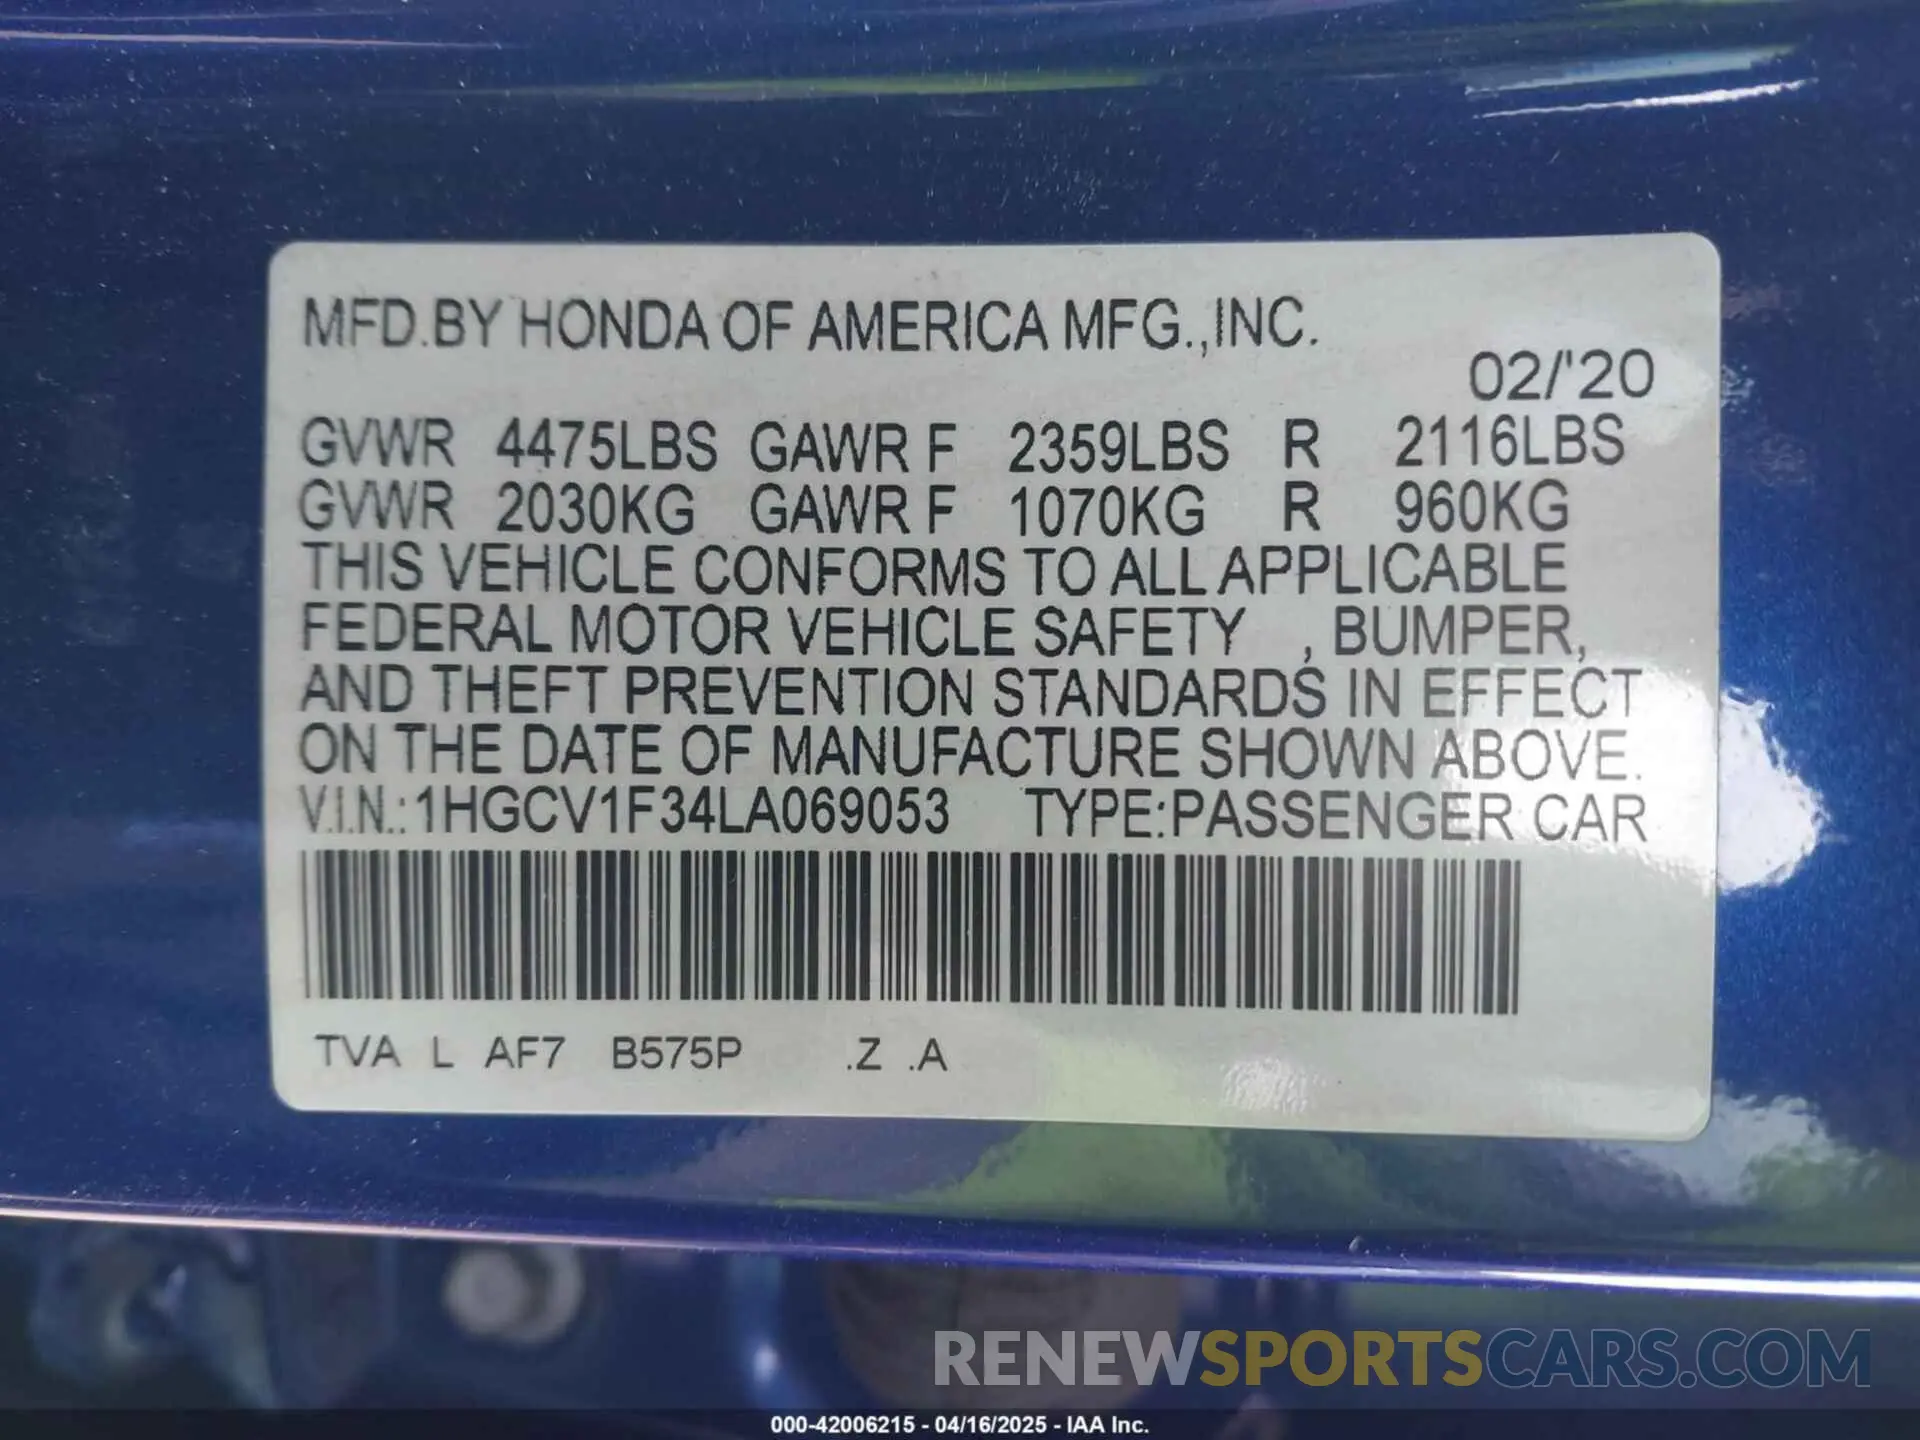 MFD.BY HONDA OF AMERICA MFG.,INC.
02/'20
GVWR 4475LBS GAWR F 2359LBS R 2116LBS
GVWR 2030KG GAWR F 1070KG R 960KG
THIS VEHICLE CONFORMS TO ALL APPLICABLE
FEDERAL MOTOR VEHICLE SAFETY , BUMPER,
AND THEFT PREVENTION STANDARDS IN EFFECT
ON THE DATE OF MANUFACTURE SHOWN ABOVE.
V.I.N.: 1HGCV1F34LA069053 TYPE:PASSENGER CAR
TVA L AF7 B575P .Z .A
RENEWSPORTSCARS.COM
000-42006215 - 04/16/2025 - IAA Inc.